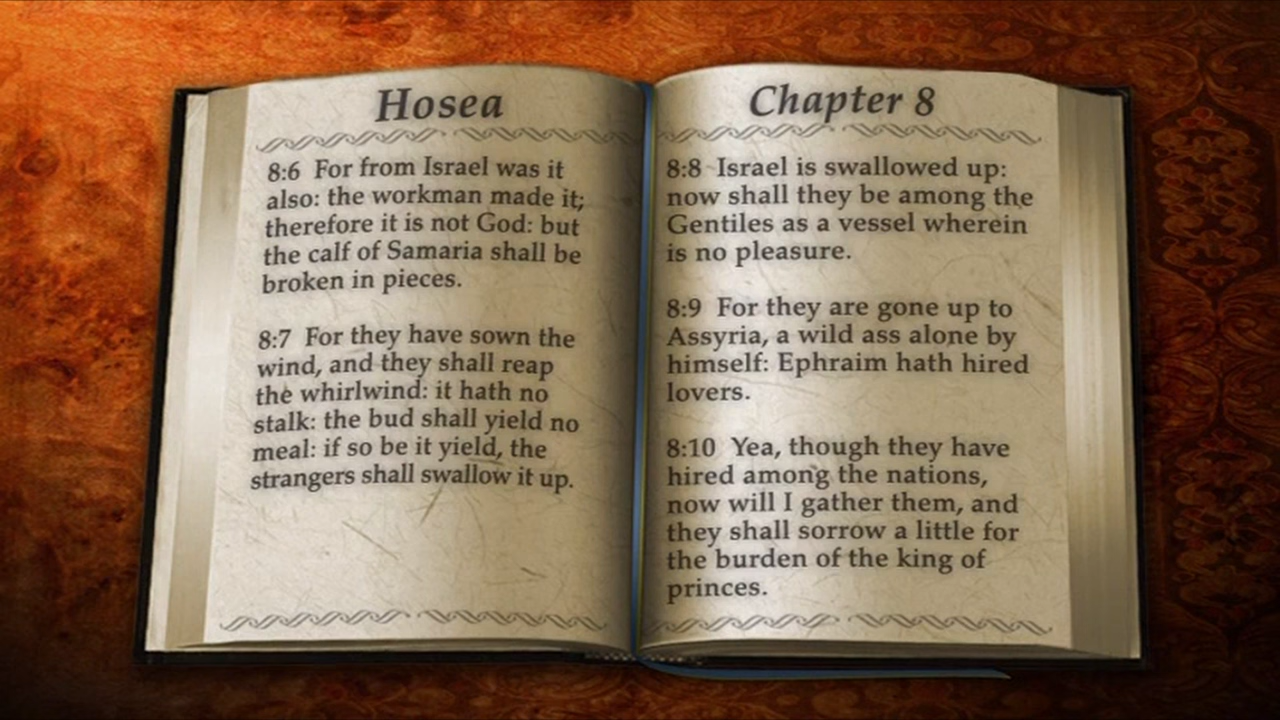 Hosea
8:6 For from Israel was it
also: the workman made it;
therefore it is not God: but
the calf of Samaria shall be
broken in pieces.
8:7 For they have sown the
wind, and they shall reap
the whirlwind: it hath no
stalk: the bud shall yield no
meal: if so be it yield, the
strangers shall swallow it up.
Chapter 8
8:8 Israel is swallowed up:
now shall they be among the
Gentiles as a vessel wherein
is no pleasure.
8:9 For they are gone up to
Assyria, a wild ass alone by
himself: Ephraim hath hired
lovers.
8:10 Yea, though they have
hired among the nations,
now will I gather them, and
they shall sorrow a little for
the burden of the king of
princes.